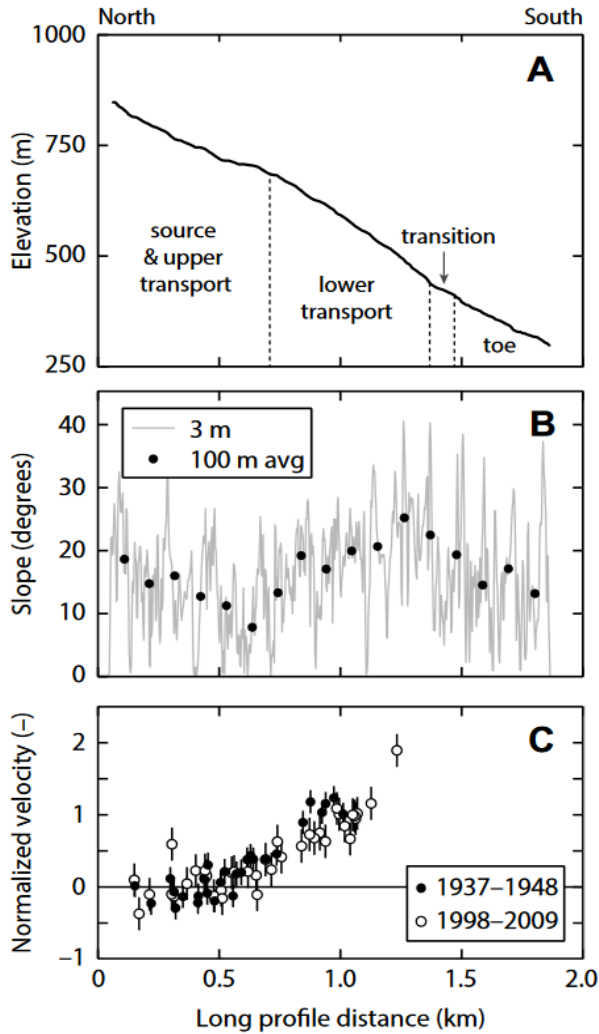 North South
1000
A
Elevation (m)
750
source
& upper
transport
transition
500
lower
transport
toe
250
B
3 m
100 m avg
40
Slope (degrees)
30
20
10
0
C
Normalized velocity (–)
2
1
0
–1
1937–1948
1998–2009
0 0.5 1.0 1.5 2.0
Long profile distance (km)